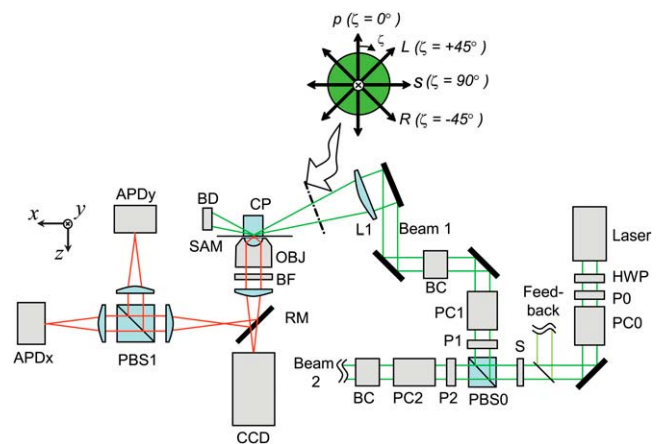 p (ζ = 0°)
ζ
L (ζ = +45°)
s (ζ = 90°)
R (ζ = -45°)
APDy
BD
CP
x
y
z
SAM
OBJ
BF
L1
Beam 1
BC
Laser
HWP
P0
PC0
Feed-
back
PC1
P1
S
RM
APDx
PBS1
Beam
2
BC
PC2
P2
PBS0
CCD